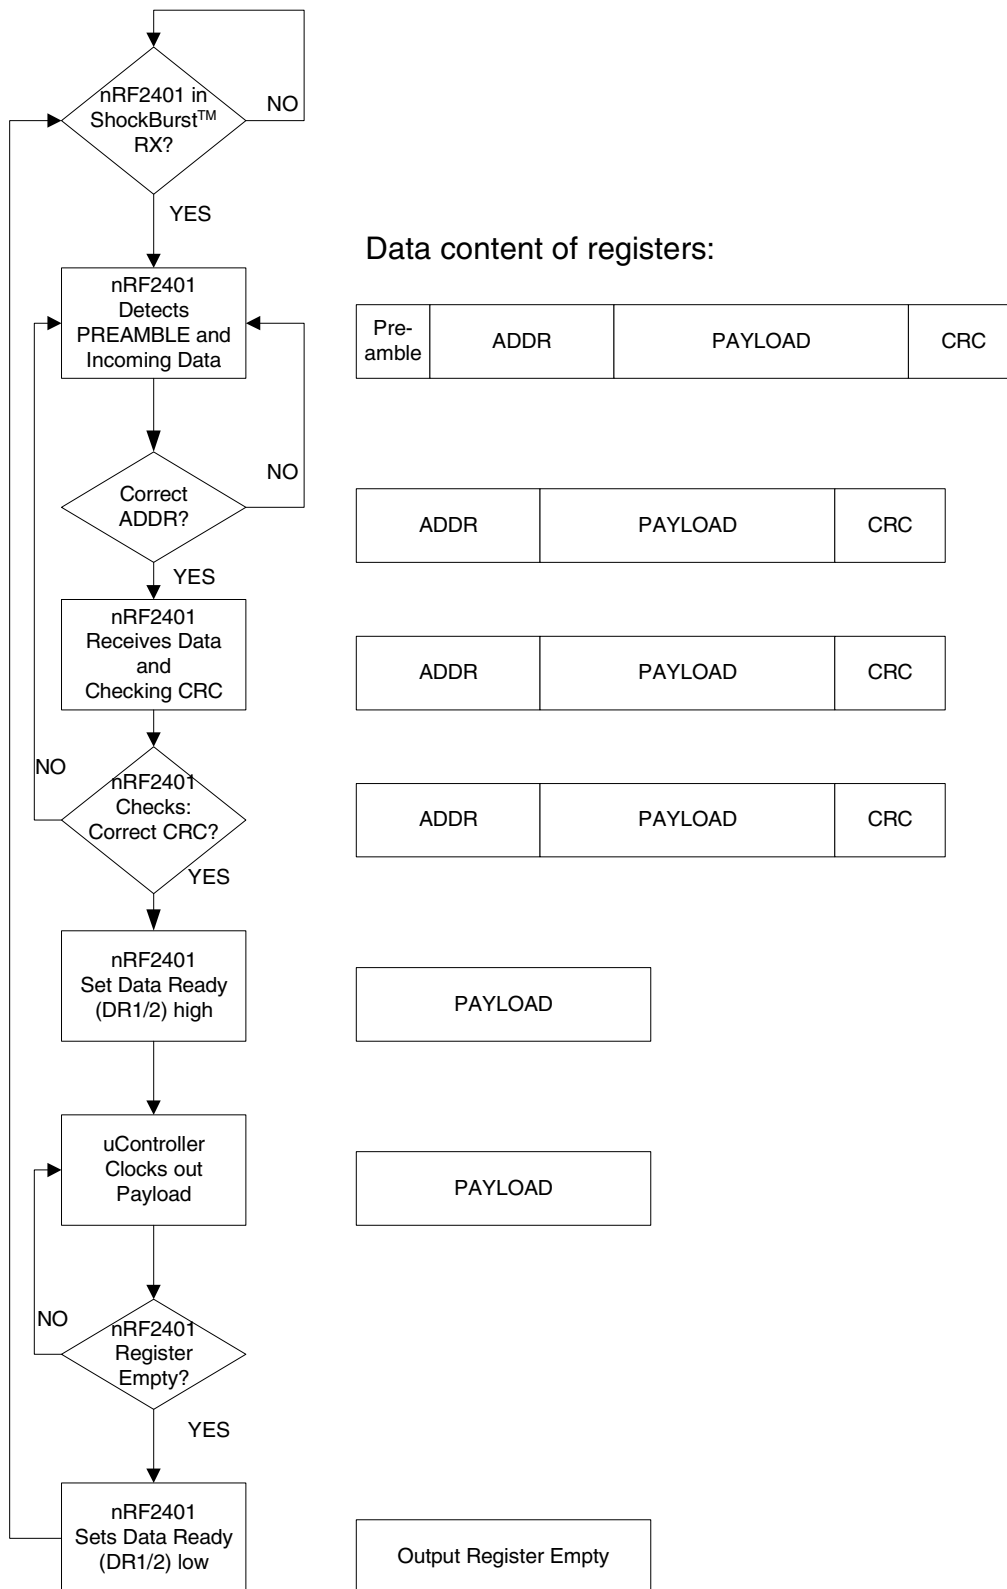 nRF2401 in
ShockBurst™
RX?
NO
YES
Data content of registers:
nRF2401
Detects
PREAMBLE and
Incoming Data
Pre-
amble
ADDR
PAYLOAD
CRC
NO
Correct
ADDR?
ADDR
PAYLOAD
CRC
YES
nRF2401
Receives Data
and
Checking CRC
ADDR
PAYLOAD
CRC
NO
nRF2401
Checks:
Correct CRC?
ADDR
PAYLOAD
CRC
YES
nRF2401
Set Data Ready
(DR1/2) high
PAYLOAD
uController
Clocks out
Payload
PAYLOAD
NO
nRF2401
Register
Empty?
YES
nRF2401
Sets Data Ready
(DR1/2) low
Output Register Empty